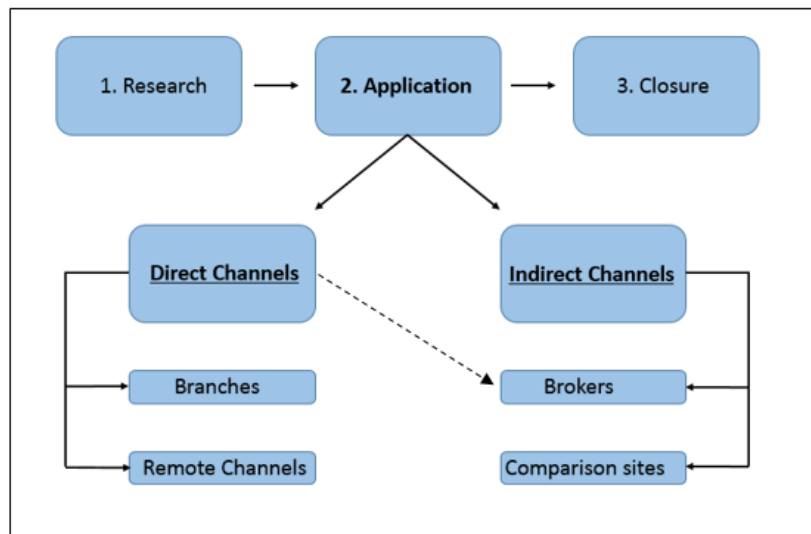 1. Research
2. Application
3. Closure
Direct Channels
Indirect Channels
Branches
Brokers
Remote Channels
Comparison sites